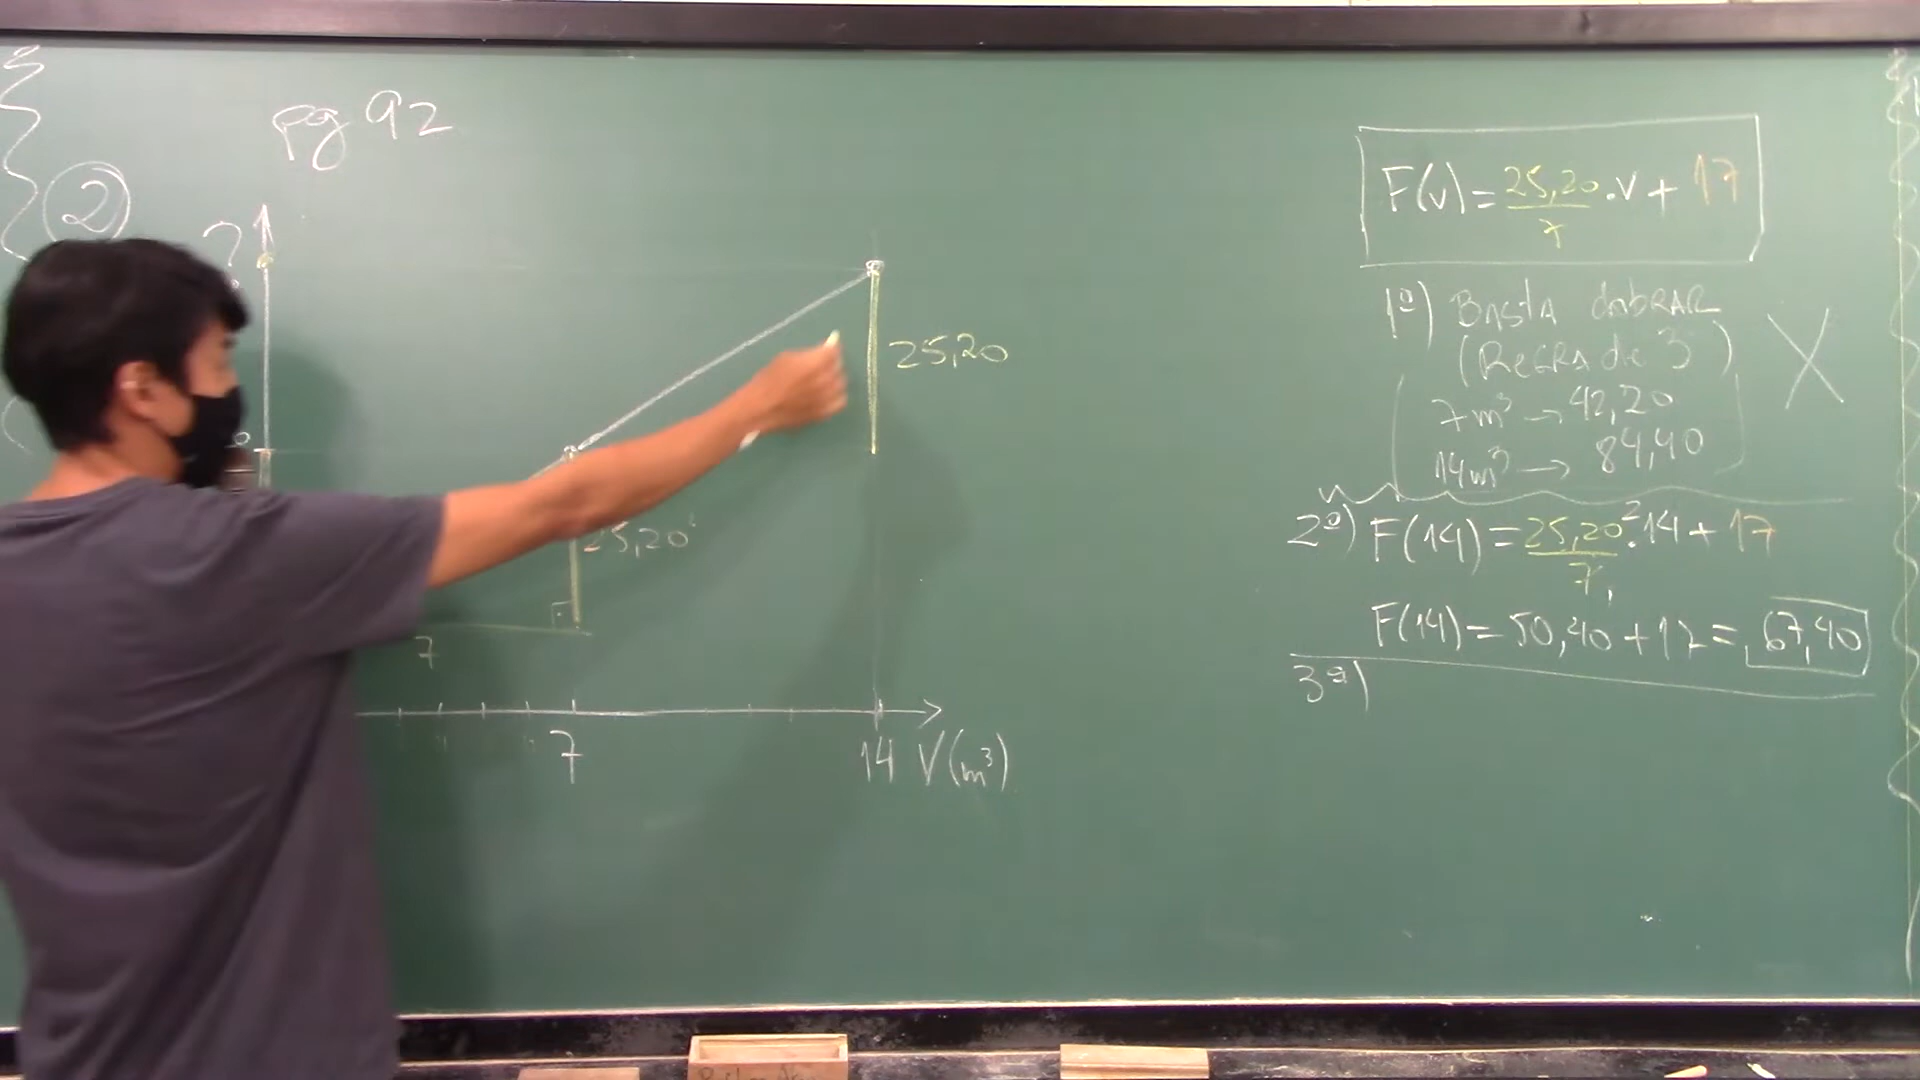 pg 92
2
?
25,20
25,20
7
7
14 V(m³)
F(v) = 25,20/7 . v + 17
1º) Basta dobrar
(Regra de 3)
7m³ → 42,20
14m³ → 84,40
X
2º) F(14) = 25,20/7 . 14² + 17
1
F(14) = 50,40 + 17 = 67,40
3º)